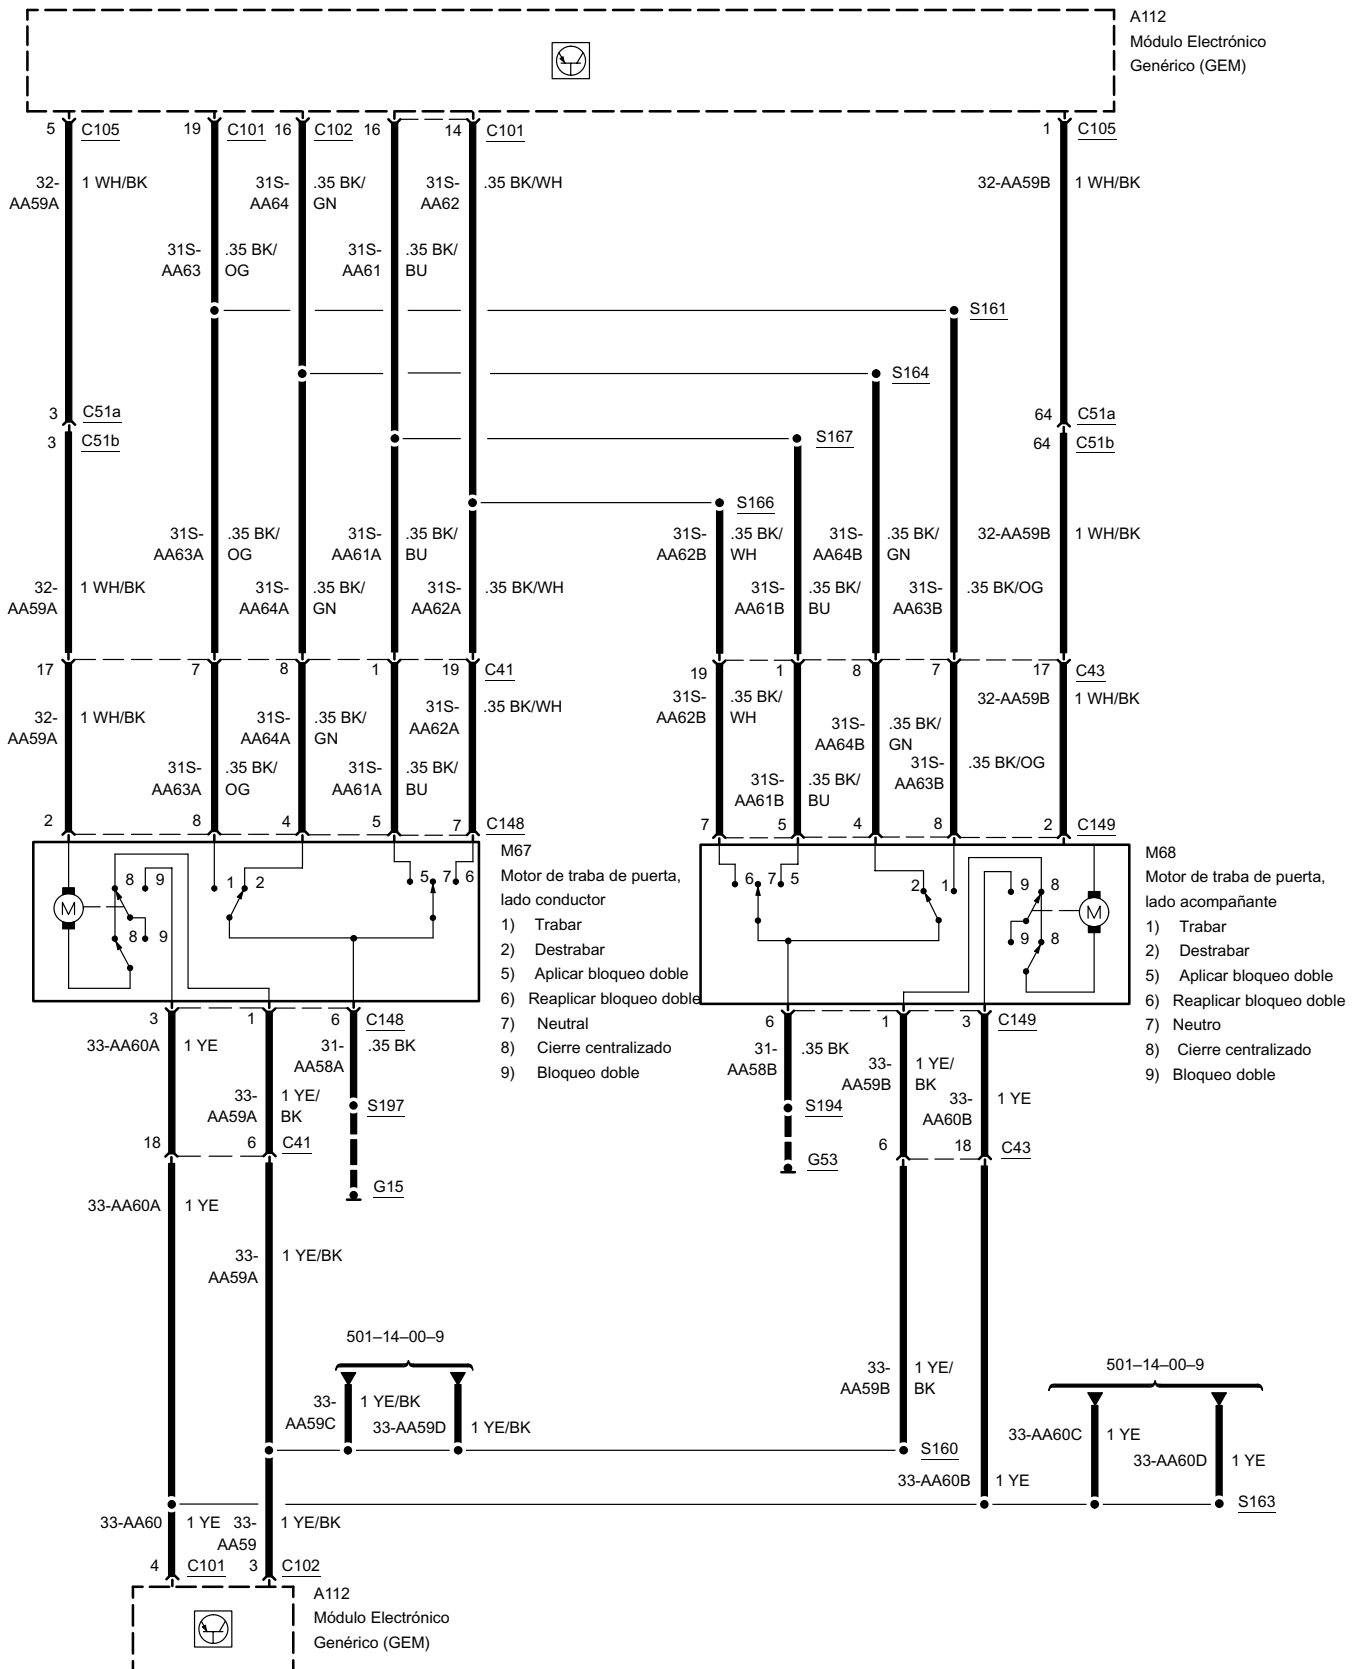 A112
Módulo Electrónico
Genérico (GEM)
5 C105 19 C101 16 C102 16 14 C101 1 C105
32- 1 WH/BK 31S- .35 BK/ 31S- .35 BK/WH 32-AA59B 1 WH/BK
AA59A AA64 GN AA62
31S- .35 BK/ 31S- .35 BK/
AA63 OG AA61 BU
S161
S164
3 C51a 64 C51a
3 C51b S167 64 C51b
S166
31S- .35 BK/ 31S- .35 BK/ 31S- .35 BK/ 31S- .35 BK/ 32-AA59B 1 WH/BK
AA63A OG AA61A BU AA62B WH AA64B GN
32- 1 WH/BK 31S- .35 BK/ 31S- .35 BK/WH 31S- .35 BK/ 31S- .35 BK/OG
AA59A AA64A GN AA62A AA61B BU AA63B
17 7 8 1 19 C41 19 1 8 7 17 C43
32- 1 WH/BK 31S- .35 BK/ 31S- .35 BK/WH 31S- .35 BK/ 32-AA59B 1 WH/BK
AA59A AA64A GN AA62A AA62B WH
31S- .35 BK/
AA64B GN
31S- .35 BK/ 31S- .35 BK/ 31S- .35 BK/OG
AA63A OG AA61A BU AA63B
31S- .35 BK/
AA61B BU
2 8 4 5 7 C148 7 5 4 8 2 C149
M67
Motor de traba de puerta,
lado conductor
1) Trabar
2) Destrabar
5) Aplicar bloqueo doble
6) Reaplicar bloqueo doble
7) Neutral
8) Cierre centralizado
9) Bloqueo doble
M68
Motor de traba de puerta,
lado acompañante
1) Trabar
2) Destrabar
5) Aplicar bloqueo doble
6) Reaplicar bloqueo doble
7) Neutro
8) Cierre centralizado
9) Bloqueo doble
8 9 1 2 5 7 6
M
8 9
6 7 5 2 1 9 8
M
9 8
3 1 6 C148 6 1 3 C149
33-AA60A 1 YE 31- .35 BK 31- .35 BK 33- 1 YE/
AA58A AA58B AA59B BK
33- 1 YE/ S197 S194 33- 1 YE
AA59A BK AA60B
18 6 C41 6 18 C43
G15 G53
33-AA60A 1 YE
33- 1 YE/BK
AA59A
501–14–00–9 501–14–00–9
33- 1 YE/BK 33- 1 YE/
AA59C AA59B BK
33-AA59D 1 YE/BK 33-AA60C 1 YE
33-AA60D 1 YE
S160
33-AA60B 1 YE
S163
33-AA60 1 YE 33- 1 YE/BK
AA59
4 C101 3 C102
A112
Módulo Electrónico
Genérico (GEM)